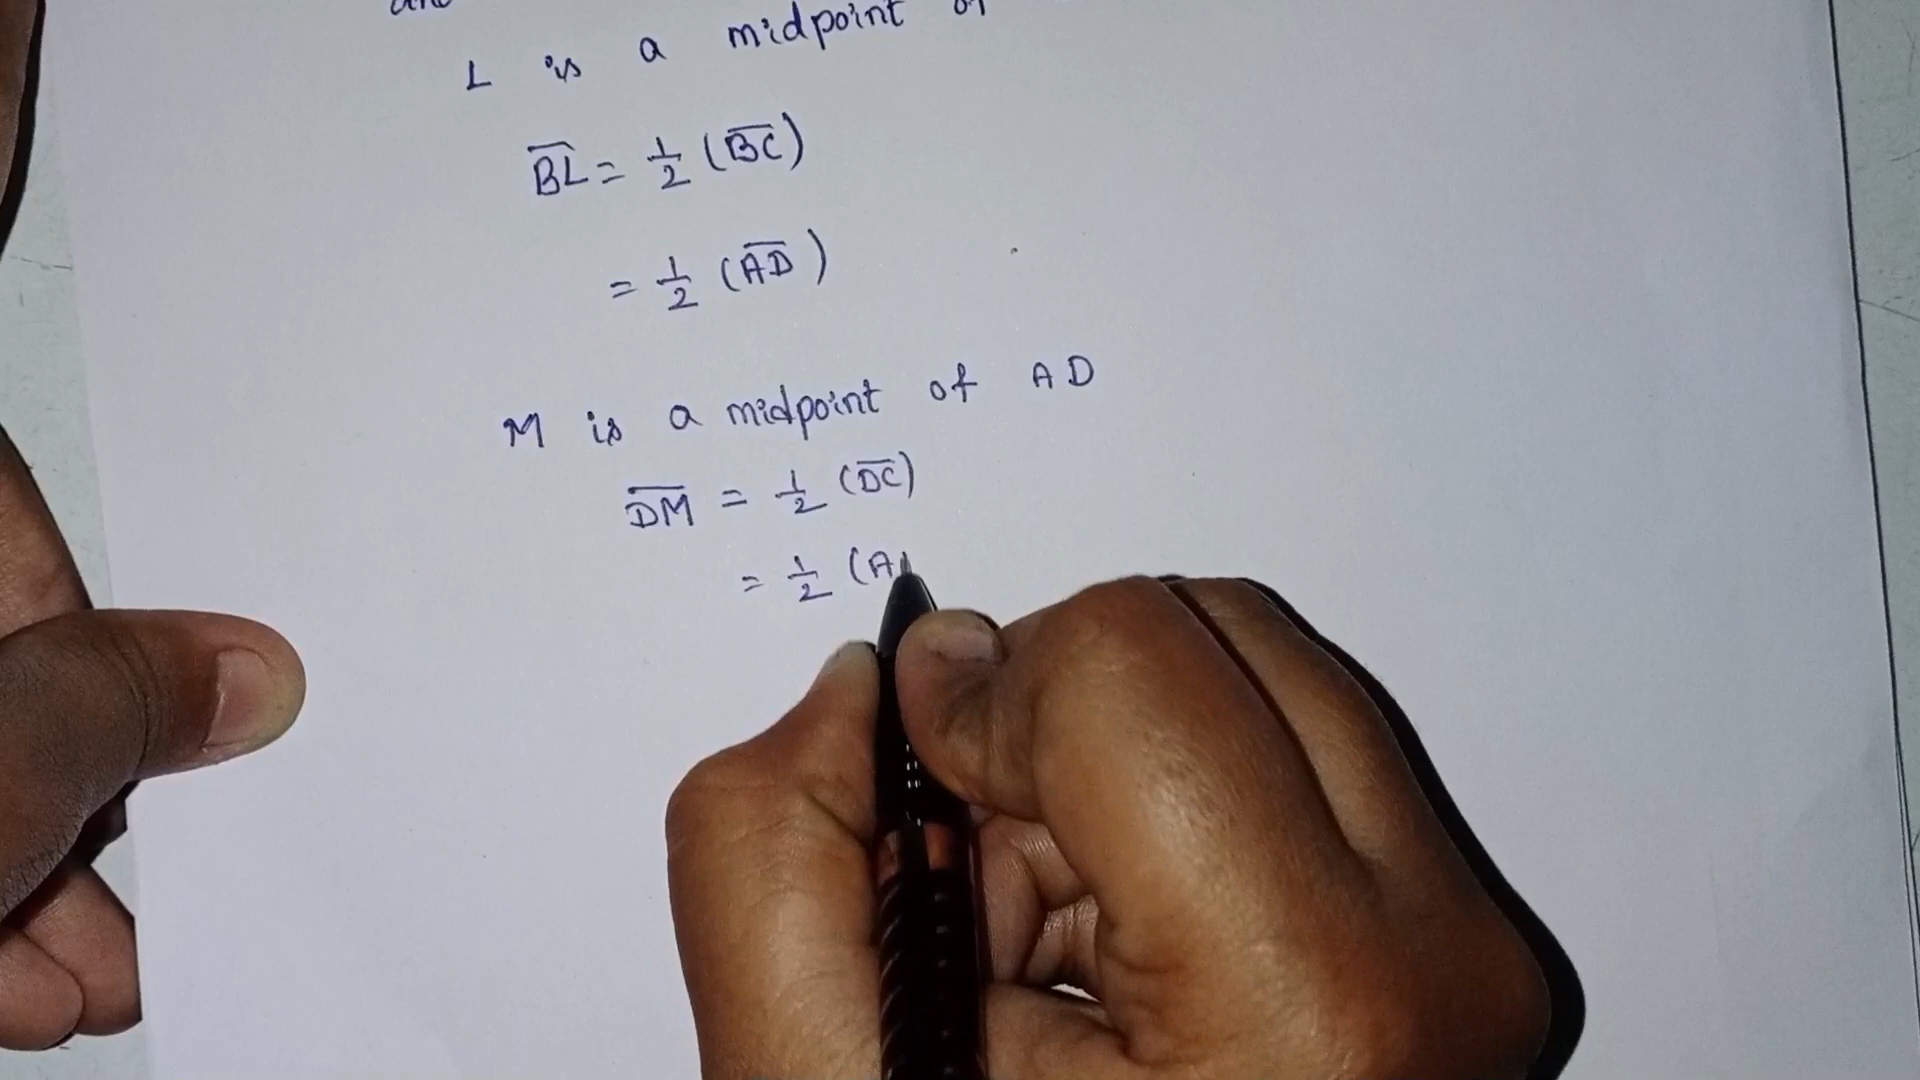 L is a midpoint of
BL = 1/2 (BC)
= 1/2 (AD)
M is a midpoint of AD
DM = 1/2 (DC)
= 1/2 (A